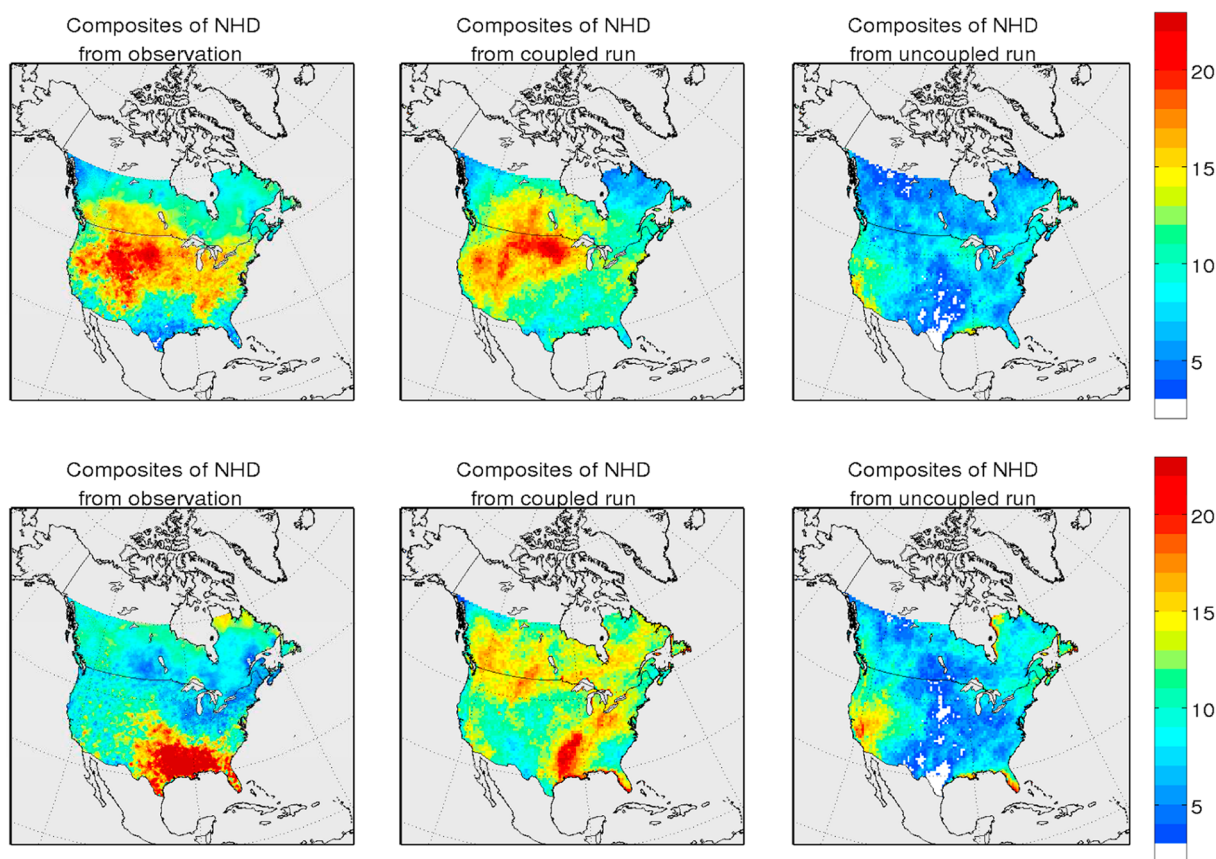 Composites of NHD
from observation
Composites of NHD
from coupled run
Composites of NHD
from uncoupled run
20
15
10
5
Composites of NHD
from observation
Composites of NHD
from coupled run
Composites of NHD
from uncoupled run
20
15
10
5